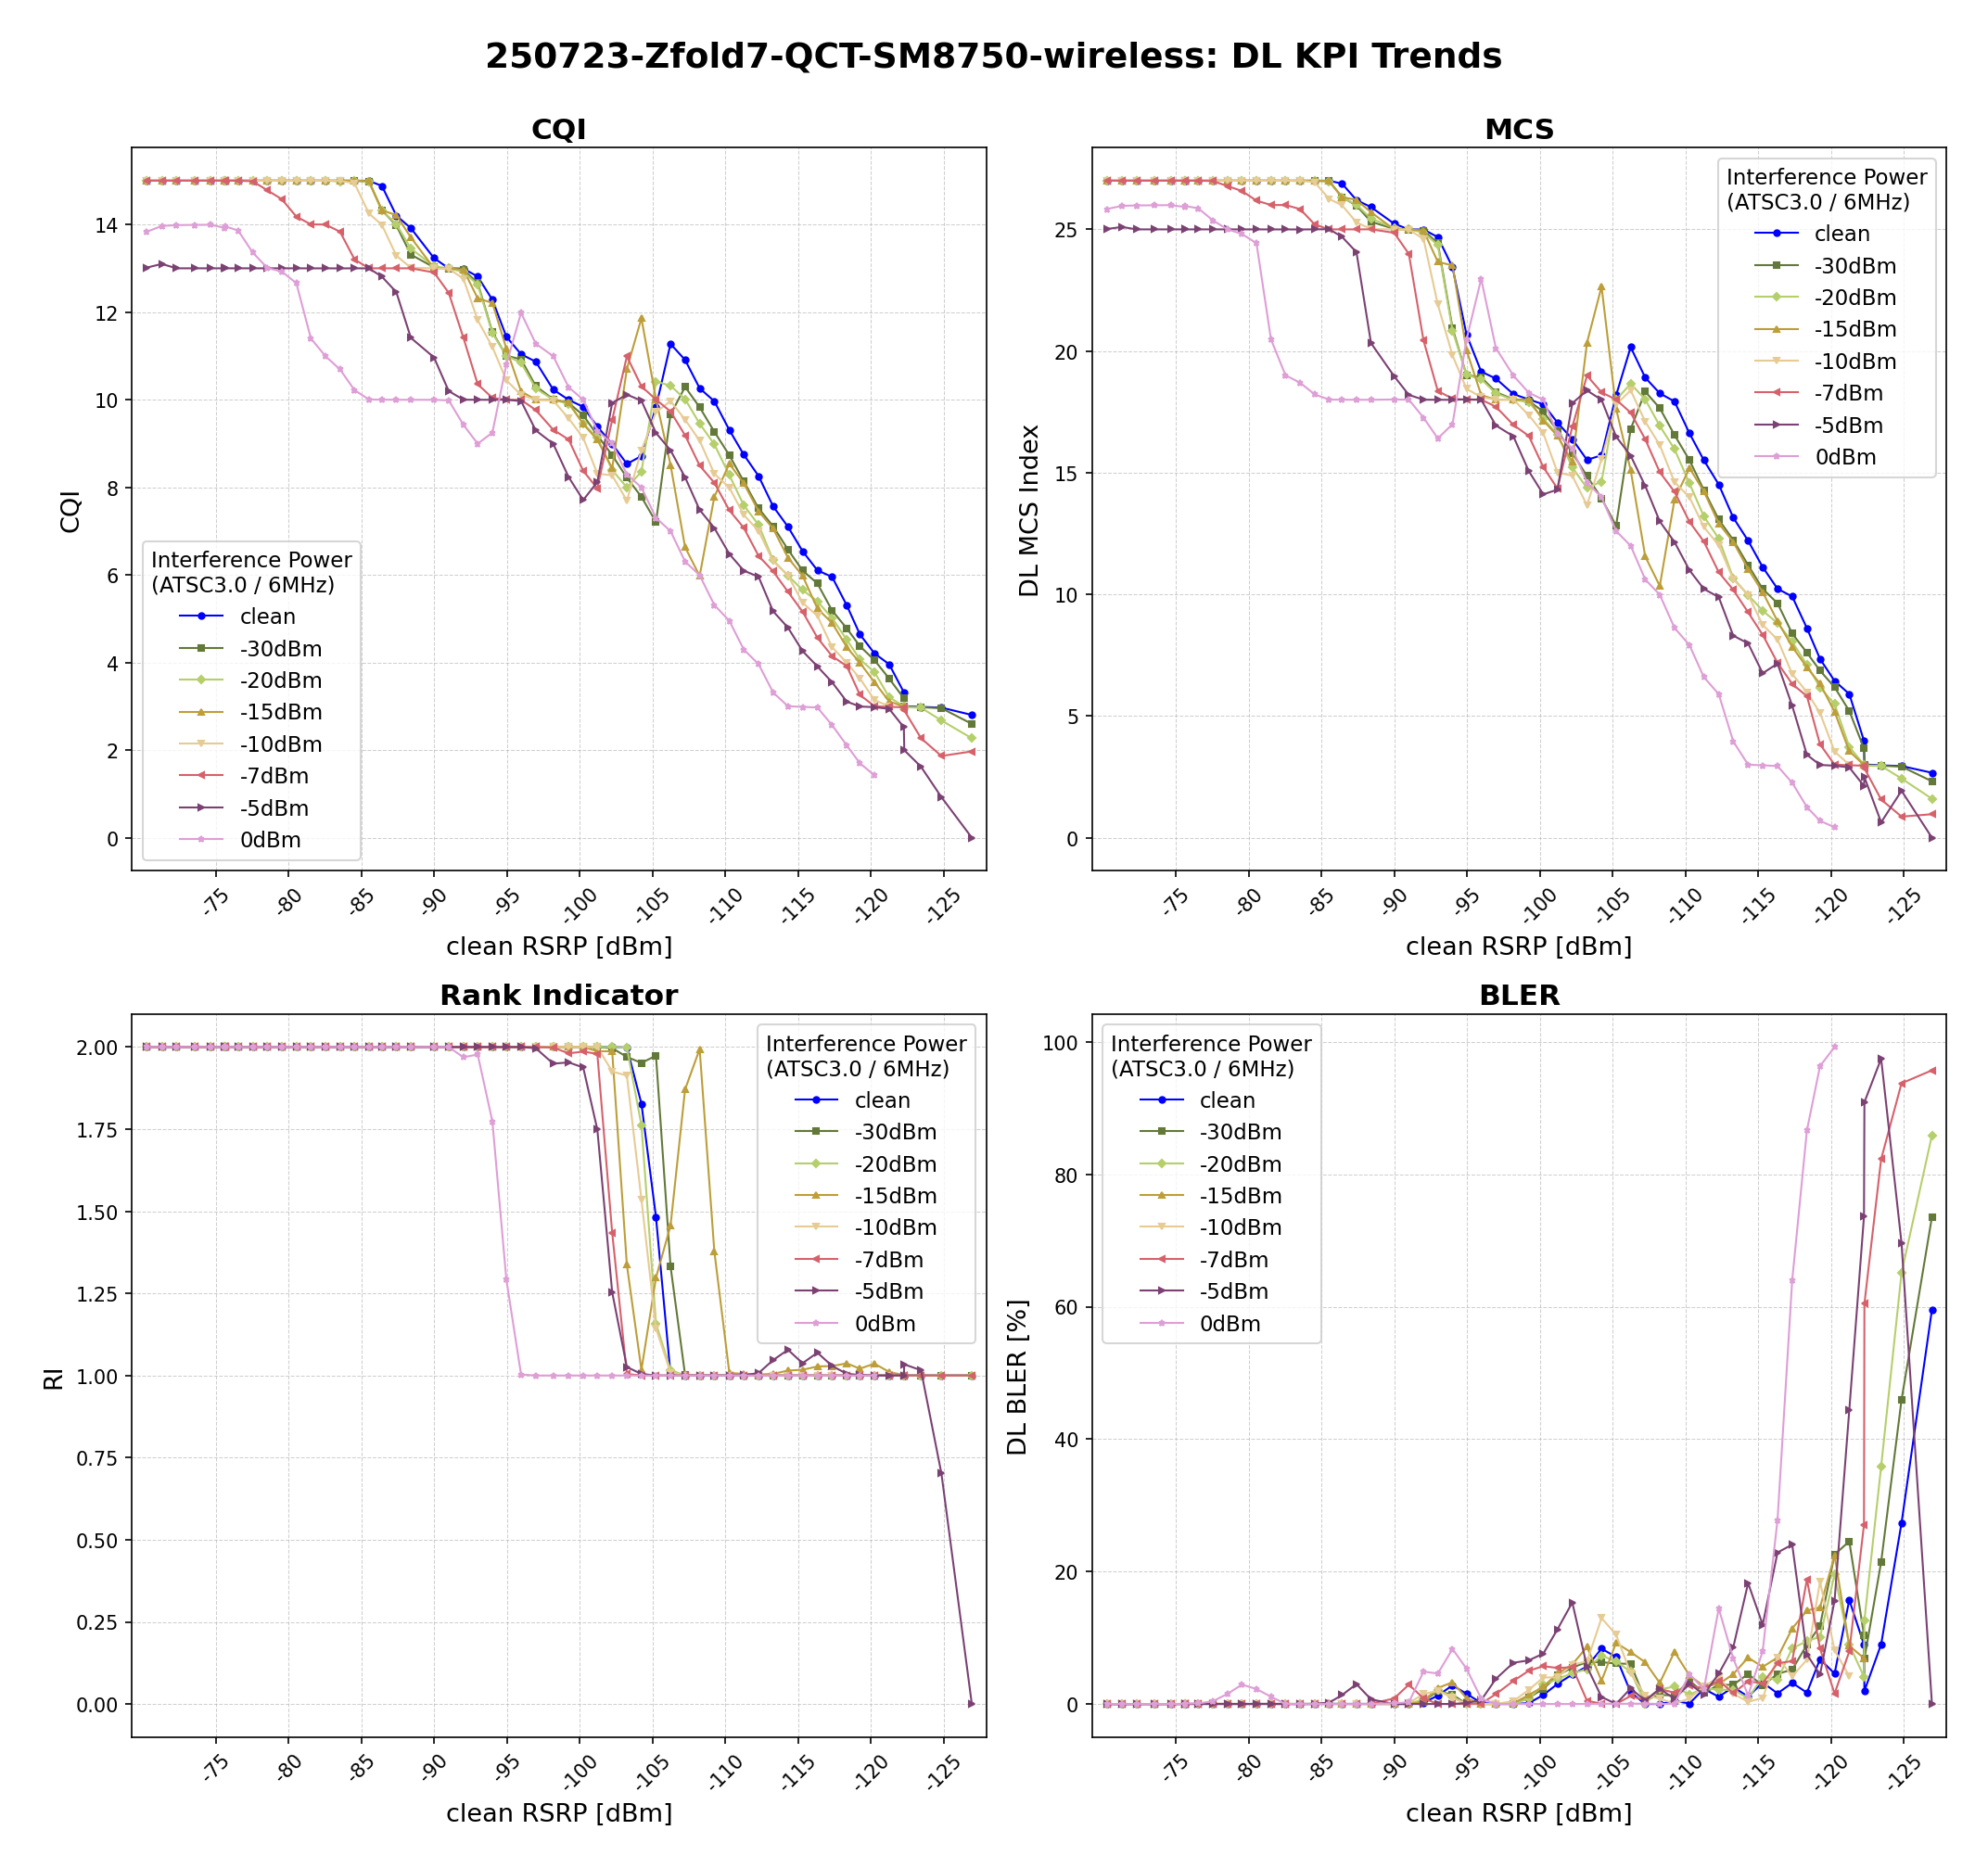 250723-Zfold7-QCT-SM8750-wireless: DL KPI Trends
CQI
CQI
14
12
10
8
6
4
2
0
Interference Power
(ATSC3.0 / 6MHz)
clean
-30dBm
-20dBm
-15dBm
-10dBm
-7dBm
-5dBm
0dBm
-75
-80
-85
-90
-95
-100
-105
-110
-115
-120
-125
clean RSRP [dBm]
MCS
DL MCS Index
25
20
15
10
5
0
Interference Power
(ATSC3.0 / 6MHz)
clean
-30dBm
-20dBm
-15dBm
-10dBm
-7dBm
-5dBm
0dBm
-75
-80
-85
-90
-95
-100
-105
-110
-115
-120
-125
clean RSRP [dBm]
Rank Indicator
RI
2.00
1.75
1.50
1.25
1.00
0.75
0.50
0.25
0.00
Interference Power
(ATSC3.0 / 6MHz)
clean
-30dBm
-20dBm
-15dBm
-10dBm
-7dBm
-5dBm
0dBm
-75
-80
-85
-90
-95
-100
-105
-110
-115
-120
-125
clean RSRP [dBm]
BLER
DL BLER [%]
100
80
60
40
20
0
Interference Power
(ATSC3.0 / 6MHz)
clean
-30dBm
-20dBm
-15dBm
-10dBm
-7dBm
-5dBm
0dBm
-75
-80
-85
-90
-95
-100
-105
-110
-115
-120
-125
clean RSRP [dBm]